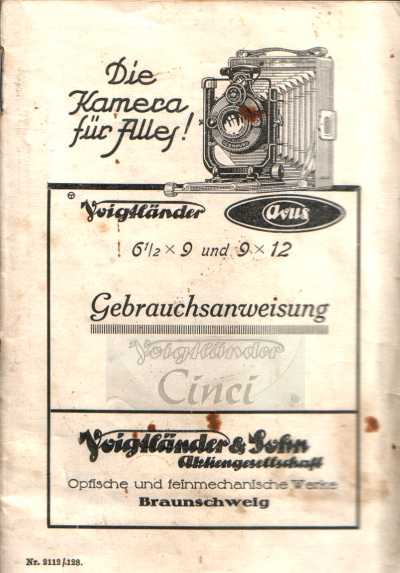 Die
Kamera
für Alles!
Voigtländer
Avus
6½ × 9 und 9 × 12
Gebrauchsanweisung
Voigtländer
Cinci
Voigtländer & Sohn
Aktiengesellschaft
Optische und feinmechanische Werke
Braunschweig
Nr. 2112/.128.